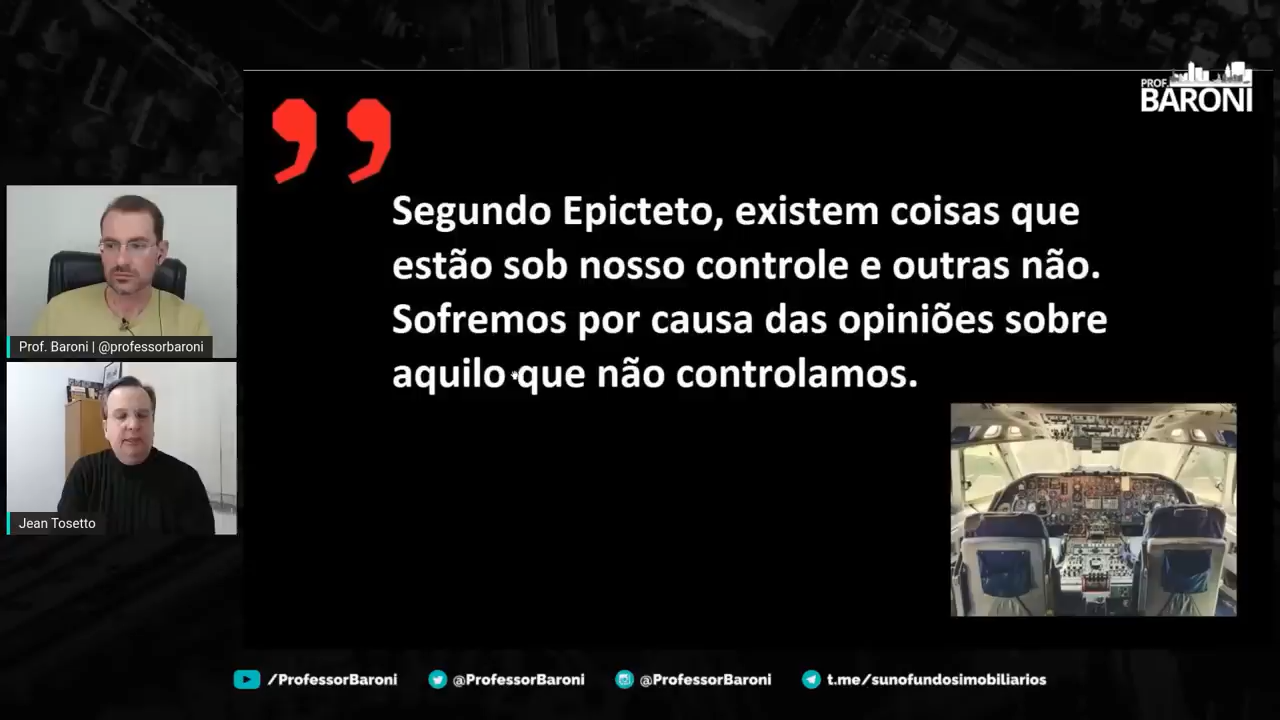 PROF.
BARONI
Segundo Epicteto, existem coisas que
estão sob nosso controle e outras não.
Sofremos por causa das opiniões sobre
aquilo que não controlamos.
Prof. Baroni | @professorbaroni
Jean Tosetto
/ProfessorBaroni
@ProfessorBaroni
@ProfessorBaroni
t.me/sunofundosimobiliarios